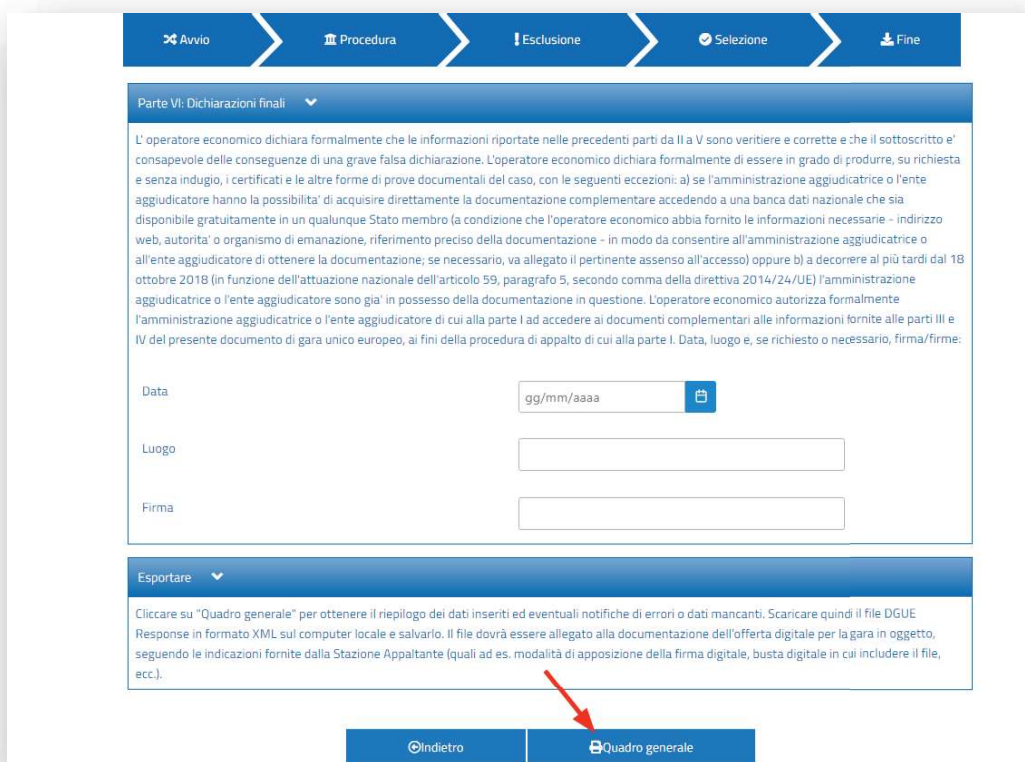 Avvio Procedura Esclusione Selezione Fine
Parte VI: Dichiarazioni finali
L' operatore economico dichiara formalmente che le informazioni riportate nelle precedenti parti da II a V sono veritiere e corrette e che il sottoscritto e'
consapevole delle conseguenze di una grave falsa dichiarazione. L'operatore economico dichiara formalmente di essere in grado di produrre, su richiesta
e senza indugio, i certificati e le altre forme di prove documentali del caso, con le seguenti eccezioni: a) se l'amministrazione aggiudicatrice o l'ente
aggiudicatore hanno la possibilita' di acquisire direttamente la documentazione complementare accedendo a una banca dati nazionale che sia
disponibile gratuitamente in un qualunque Stato membro (a condizione che l'operatore economico abbia fornito le informazioni necessarie - indirizzo
web, autorita' o organismo di emanazione, riferimento preciso della documentazione - in modo da consentire all'amministrazione aggiudicatrice o
all'ente aggiudicatore di ottenere la documentazione; se necessario, va allegato il pertinente assenso all'accesso) oppure b) a decorrere al più tardi dal 18
ottobre 2018 (in funzione dell'attuazione nazionale dell'articolo 59, paragrafo 5, secondo comma della direttiva 2014/24/UE) l'amministrazione
aggiudicatrice o l'ente aggiudicatore sono gia' in possesso della documentazione in questione. L'operatore economico autorizza formalmente
l'amministrazione aggiudicatrice o l'ente aggiudicatore di cui alla parte I ad accedere ai documenti complementari alle informazioni fornite alle parti III e
IV del presente documento di gara unico europeo, ai fini della procedura di appalto di cui alla parte I. Data, luogo e, se richiesto o necessario, firma/firme:
Data gg/mm/aaaa
Luogo
Firma
Esportare
Cliccare su "Quadro generale" per ottenere il riepilogo dei dati inseriti ed eventuali notifiche di errori o dati mancanti. Scaricare quindi il file DGUE
Response in formato XML sul computer locale e salvarlo. Il file dovrà essere allegato alla documentazione dell'offerta digitale per la gara in oggetto,
seguendo le indicazioni fornite dalla Stazione Appaltante (quali ad es. modalità di apposizione della firma digitale, busta digitale in cui includere il file,
ecc.).
Indietro Quadro generale